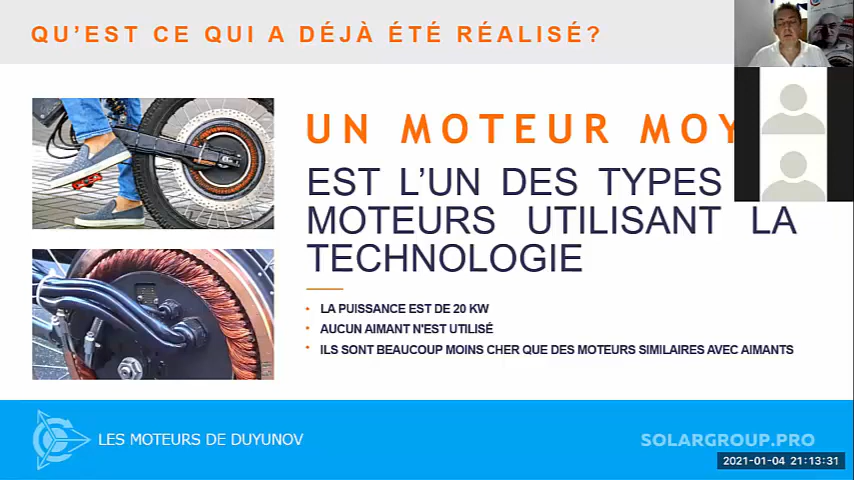 QU’EST CE QUI A DÉJÀ ÉTÉ RÉALISÉ?
UN MOTEUR
EST L’UN DES TYPES
MOTEURS UTILISANT LA
TECHNOLOGIE
• LA PUISSANCE EST DE 20 KW
• AUCUN AIMANT N'EST UTILISÉ
• ILS SONT BEAUCOUP MOINS CHER QUE DES MOTEURS SIMILAIRES AVEC AIMANTS
LES MOTEURS DE DUYUNOV
SOLARGROUP.PRO
2021-01-04 21:13:31